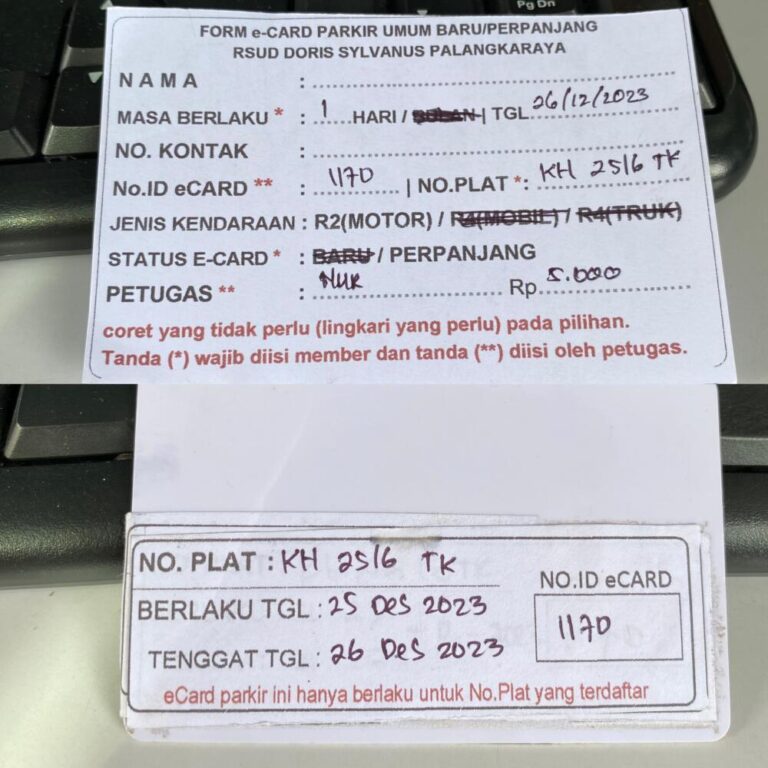 Pg Dn
FORM e-CARD PARKIR UMUM BARU/PERPANJANG
RSUD DORIS SYLVANUS PALANGKARAYA
NAMA :
MASA BERLAKU * : 1 HARI / BULAN | TGL 26/12/2023
NO. KONTAK :
No.ID eCARD ** : 1170 | NO.PLAT *: KH 2516 TK
JENIS KENDARAAN : R2(MOTOR) / R4(MOBIL) / R4(TRUK)
STATUS E-CARD * : BARU / PERPANJANG
PETUGAS ** : NUR Rp. 5.000
coret yang tidak perlu (lingkari yang perlu) pada pilihan.
Tanda (*) wajib diisi member dan tanda (**) diisi oleh petugas.
NO. PLAT : KH 2516 TK
NO.ID eCARD
BERLAKU TGL : 25 Des 2023
1170
TENGGAT TGL : 26 Des 2023
eCard parkir ini hanya berlaku untuk No.Plat yang terdaftar